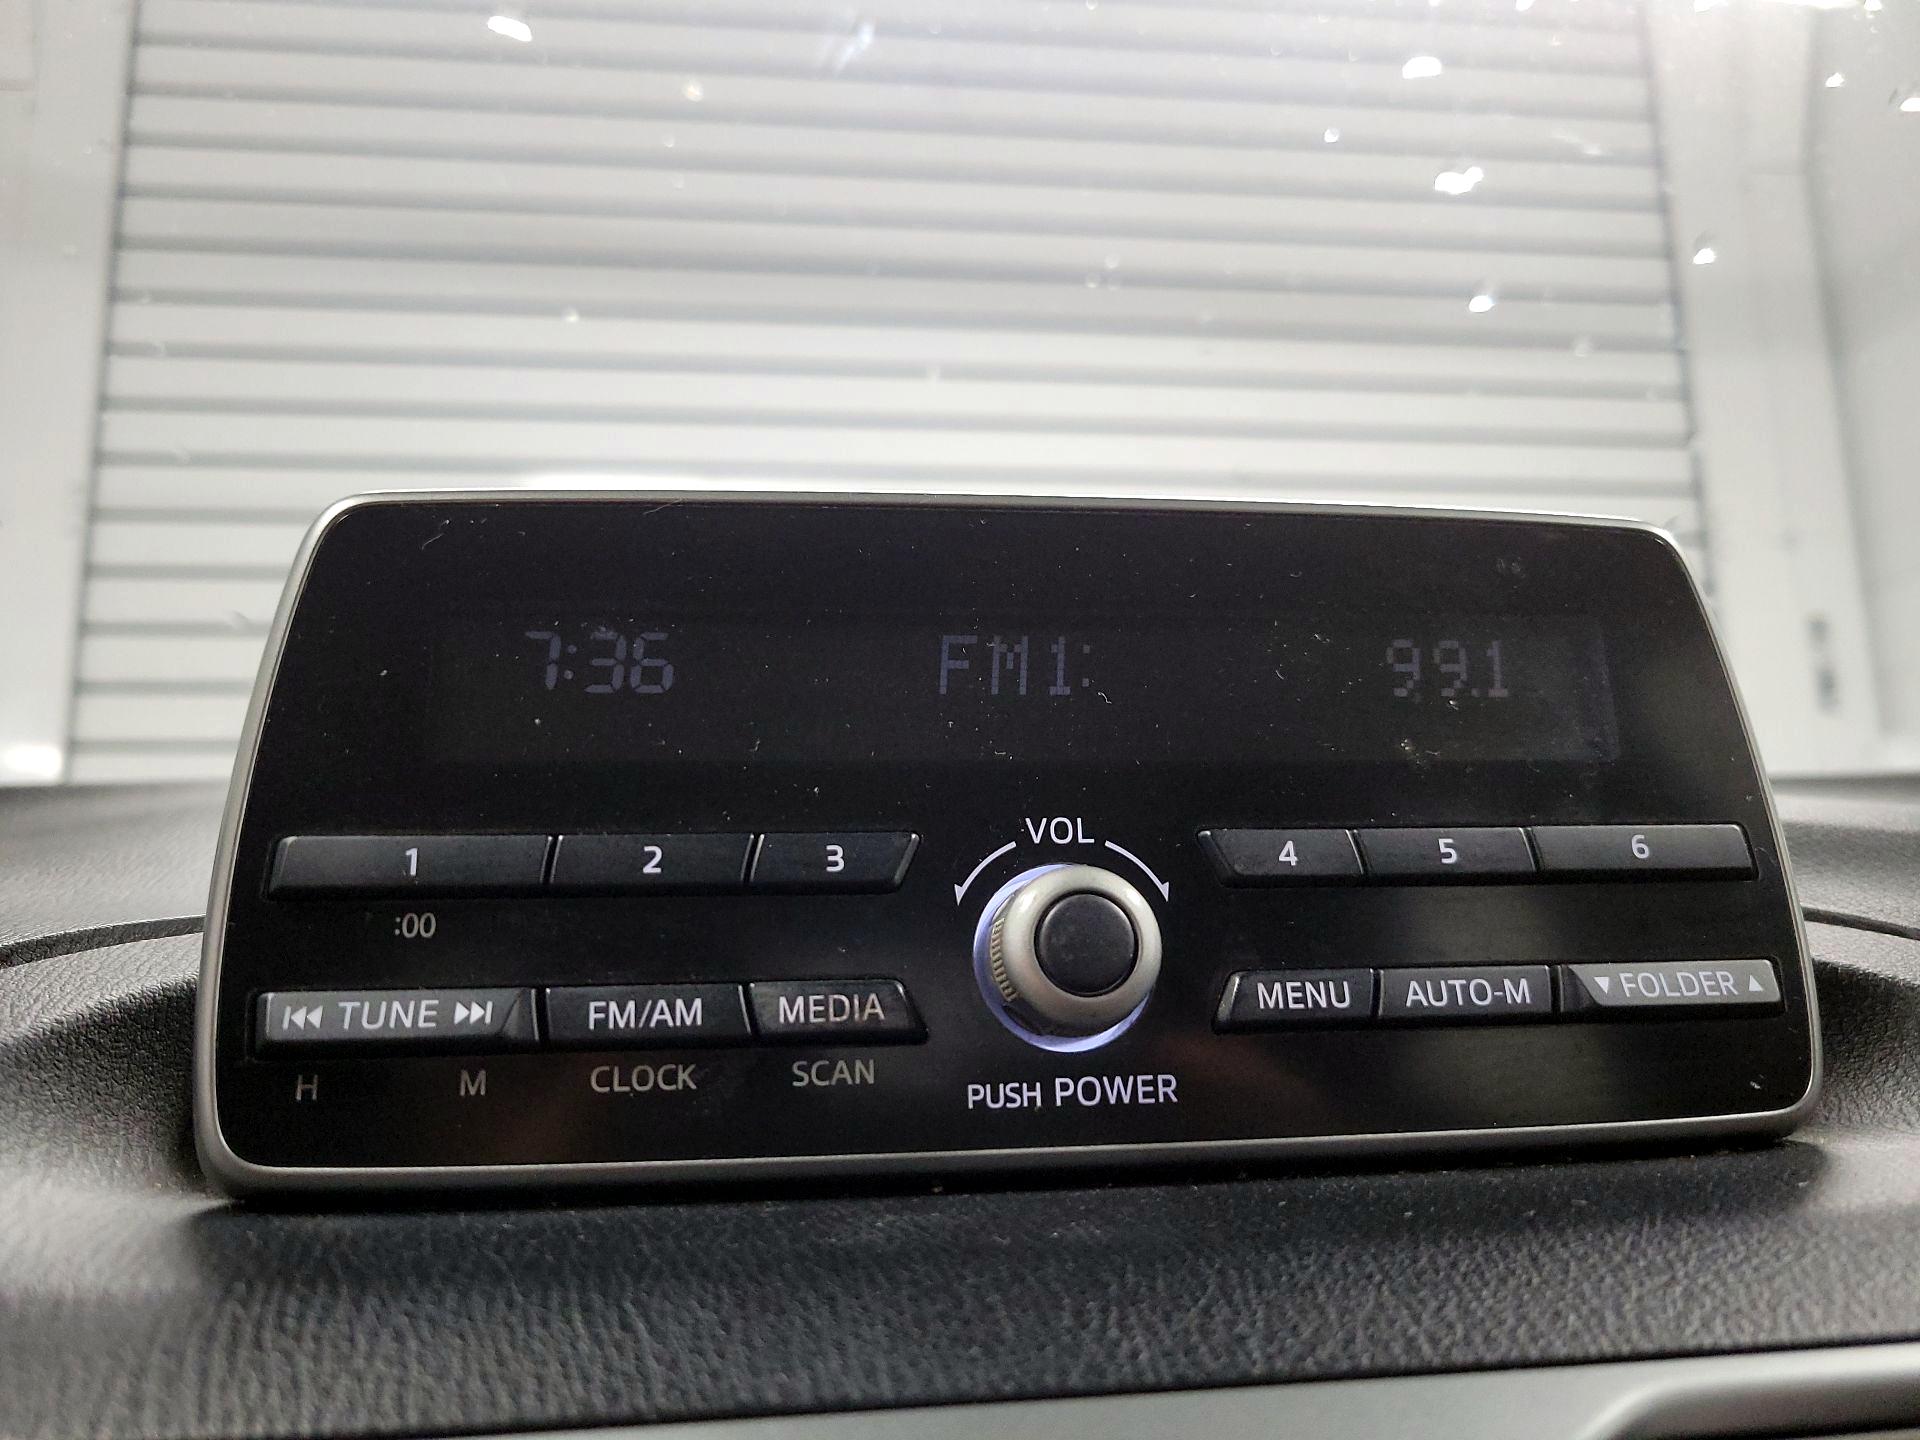 7:36 FM1: 99.1
VOL
1 2 3 4 5 6
:00
⏮ TUNE ⏭ FM/AM MEDIA MENU AUTO-M ▼ FOLDER ▲
H M CLOCK SCAN
PUSH POWER